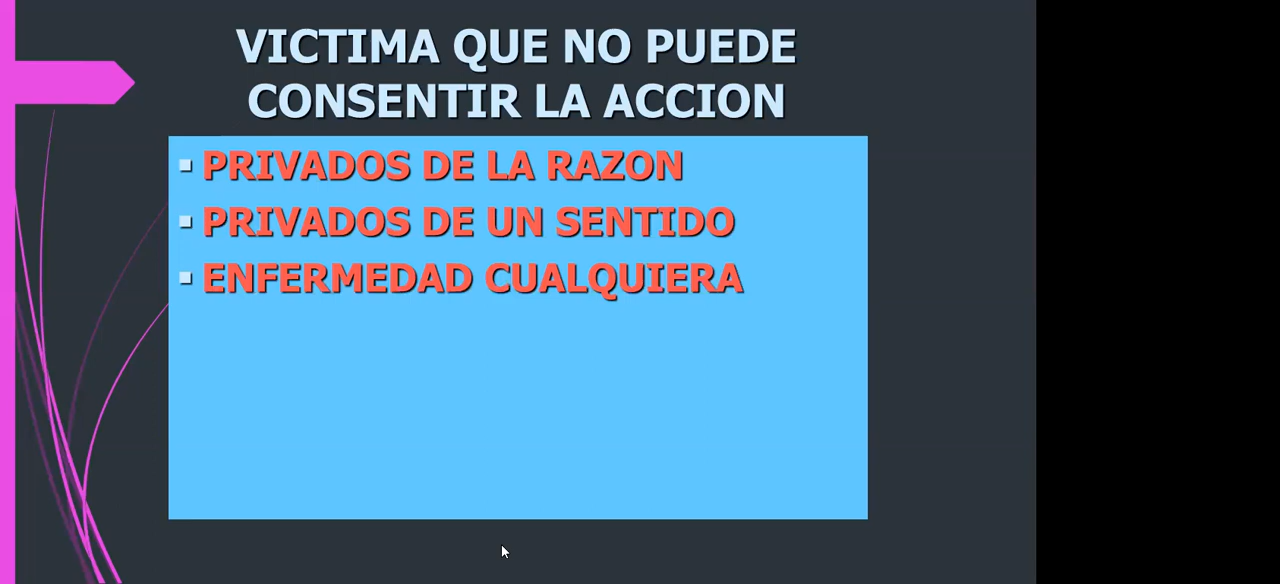 VICTIMA QUE NO PUEDE
CONSENTIR LA ACCION
PRIVADOS DE LA RAZON
PRIVADOS DE UN SENTIDO
ENFERMEDAD CUALQUIERA